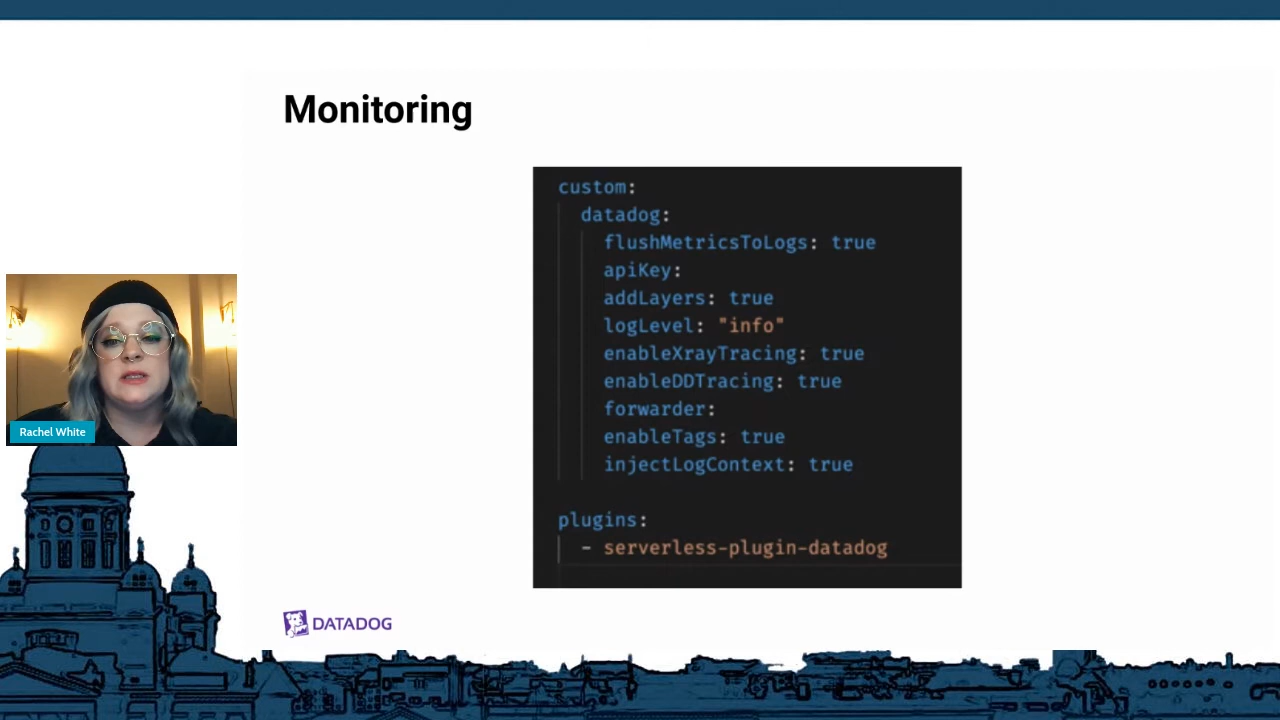 Monitoring
custom:
datadog:
flushMetricsToLogs: true
apiKey:
addLayers: true
logLevel: "info"
enableXrayTracing: true
enableDDTracing: true
forwarder:
enableTags: true
injectLogContext: true
plugins:
- serverless-plugin-datadog
Rachel White
DATADOG